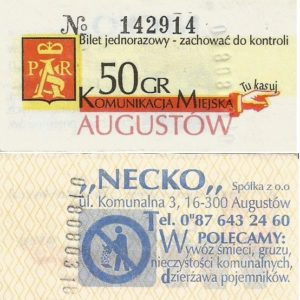 № 142914
Bilet jednorazowy - zachować do kontroli
P R
50 GR
Tu kasuj
KOMUNIKACJA MIEJSKA
AUGUSTÓW
„NECKO” Spółka z o.o
ul. Komunalna 3, 16-300 Augustów
Tel. 0*87 643 24 60
POLECAMY:
Wywóz śmieci, gruzu,
nieczystości komunalnych,
dzierżawa pojemników.